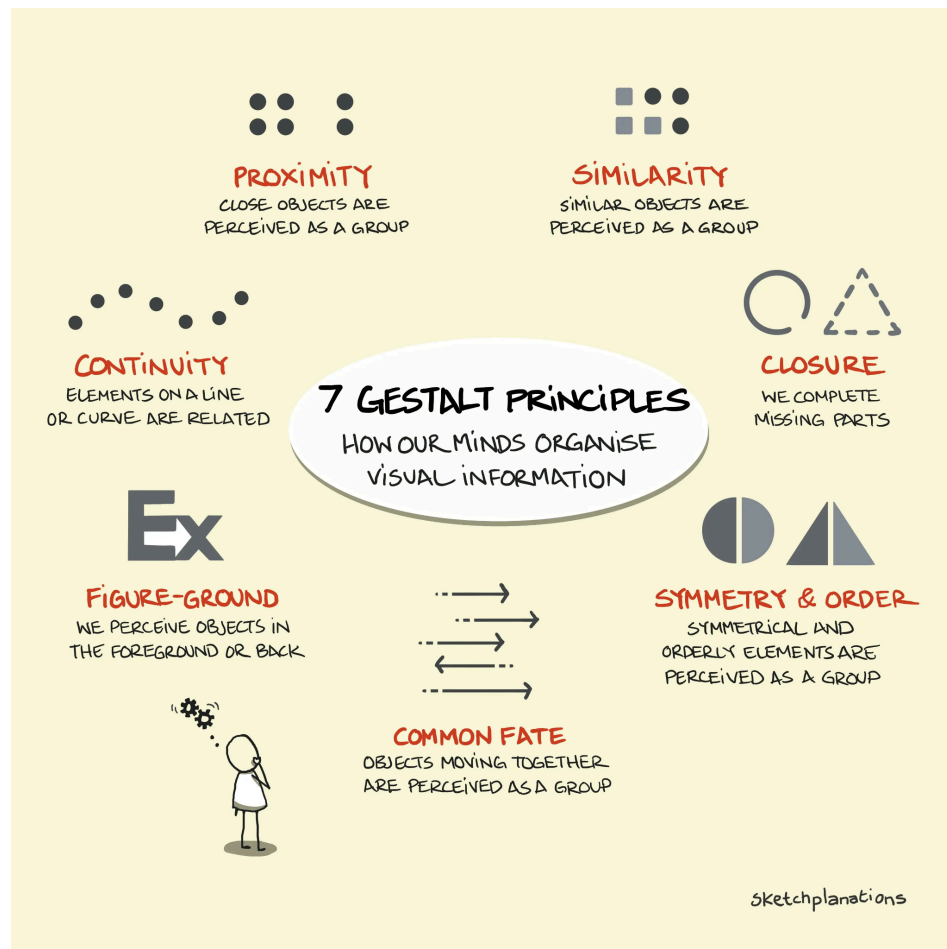 PROXIMITY
CLOSE OBJECTS ARE
PERCEIVED AS A GROUP
SIMILARITY
SIMILAR OBJECTS ARE
PERCEIVED AS A GROUP
CONTINUITY
ELEMENTS ON A LINE
OR CURVE ARE RELATED
CLOSURE
WE COMPLETE
MISSING PARTS
7 GESTALT PRINCIPLES
HOW OUR MINDS ORGANISE
VISUAL INFORMATION
Ex
FIGURE-GROUND
WE PERCEIVE OBJECTS IN
THE FOREGROUND OR BACK
SYMMETRY & ORDER
SYMMETRICAL AND
ORDERLY ELEMENTS ARE
PERCEIVED AS A GROUP
COMMON FATE
OBJECTS MOVING TOGETHER
ARE PERCEIVED AS A GROUP
sketchplanations